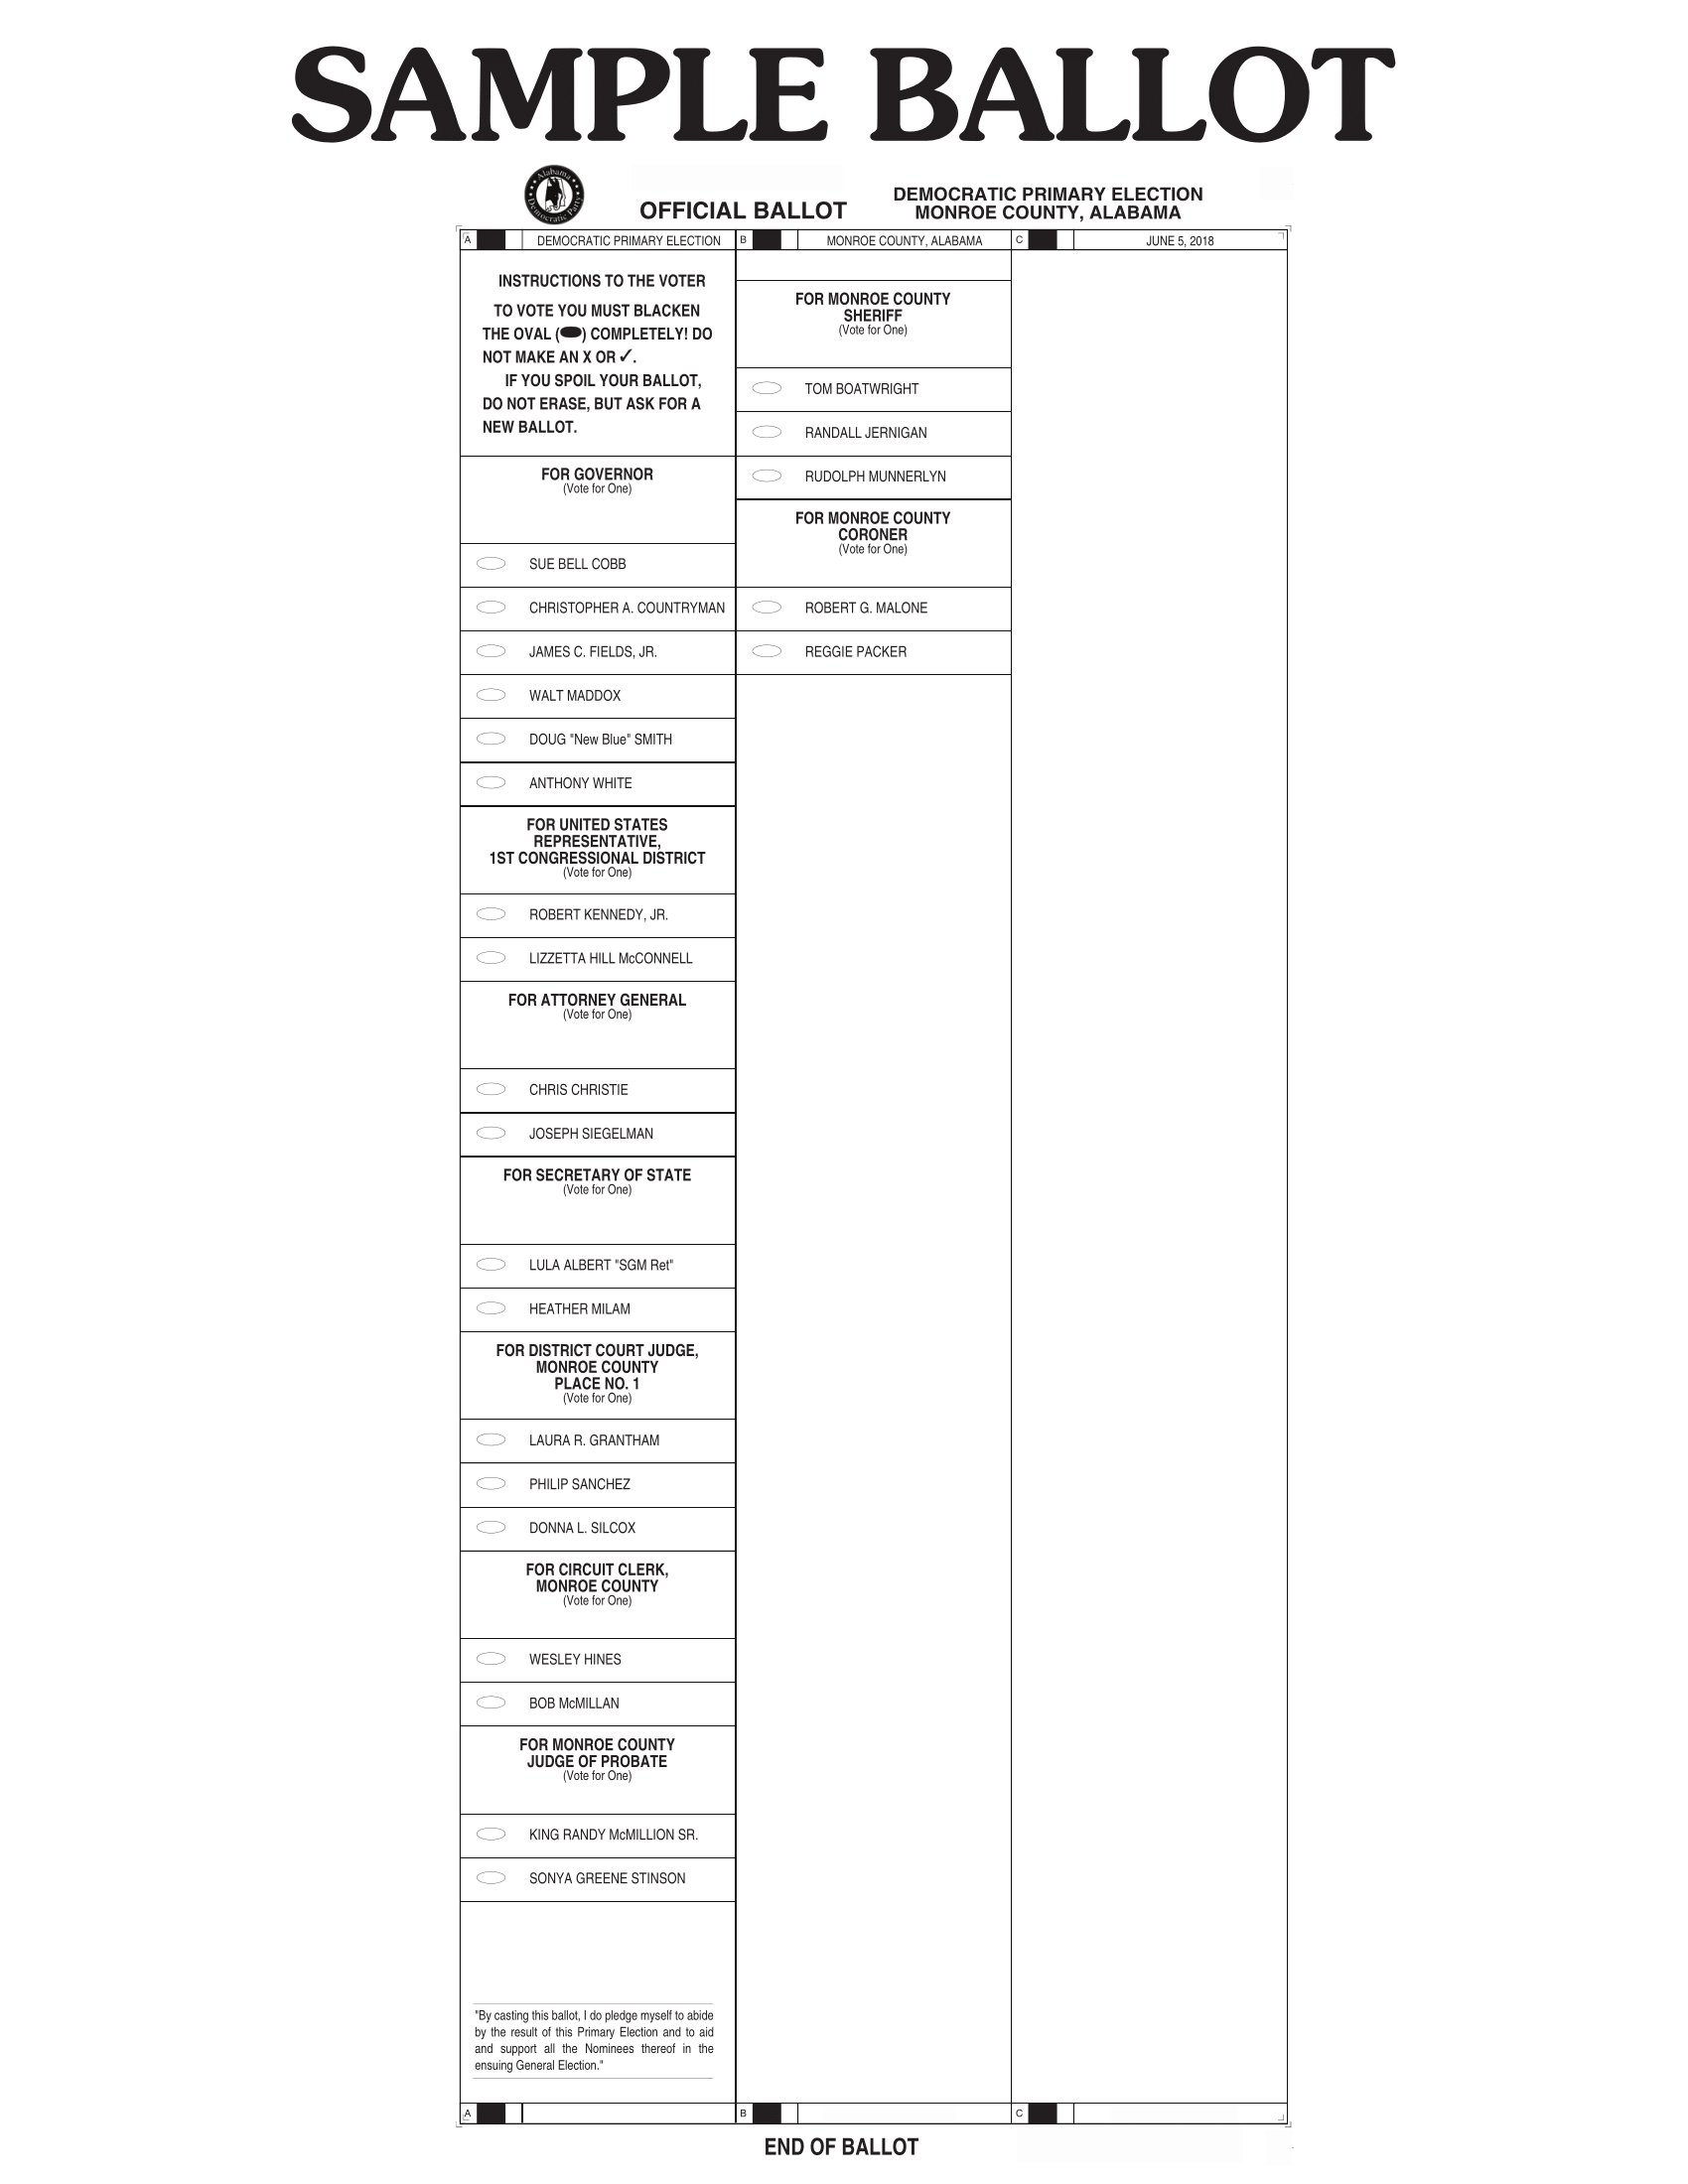 SAMPLE BALLOT
Alabama
Democratic Party
OFFICIAL BALLOT
DEMOCRATIC PRIMARY ELECTION
MONROE COUNTY, ALABAMA
A DEMOCRATIC PRIMARY ELECTION B MONROE COUNTY, ALABAMA C JUNE 5, 2018
INSTRUCTIONS TO THE VOTER
TO VOTE YOU MUST BLACKEN
THE OVAL ( ) COMPLETELY! DO
NOT MAKE AN X OR ✓.
IF YOU SPOIL YOUR BALLOT,
DO NOT ERASE, BUT ASK FOR A
NEW BALLOT.
FOR GOVERNOR
(Vote for One)
SUE BELL COBB
CHRISTOPHER A. COUNTRYMAN
JAMES C. FIELDS, JR.
WALT MADDOX
DOUG "New Blue" SMITH
ANTHONY WHITE
FOR UNITED STATES
REPRESENTATIVE,
1ST CONGRESSIONAL DISTRICT
(Vote for One)
ROBERT KENNEDY, JR.
LIZZETTA HILL McCONNELL
FOR ATTORNEY GENERAL
(Vote for One)
CHRIS CHRISTIE
JOSEPH SIEGELMAN
FOR SECRETARY OF STATE
(Vote for One)
LULA ALBERT "SGM Ret"
HEATHER MILAM
FOR DISTRICT COURT JUDGE,
MONROE COUNTY
PLACE NO. 1
(Vote for One)
LAURA R. GRANTHAM
PHILIP SANCHEZ
DONNA L. SILCOX
FOR CIRCUIT CLERK,
MONROE COUNTY
(Vote for One)
WESLEY HINES
BOB McMILLAN
FOR MONROE COUNTY
JUDGE OF PROBATE
(Vote for One)
KING RANDY McMILLION SR.
SONYA GREENE STINSON
"By casting this ballot, I do pledge myself to abide
by the result of this Primary Election and to aid
and support all the Nominees thereof in the
ensuing General Election."
FOR MONROE COUNTY
SHERIFF
(Vote for One)
TOM BOATWRIGHT
RANDALL JERNIGAN
RUDOLPH MUNNERLYN
FOR MONROE COUNTY
CORONER
(Vote for One)
ROBERT G. MALONE
REGGIE PACKER
A B C
END OF BALLOT